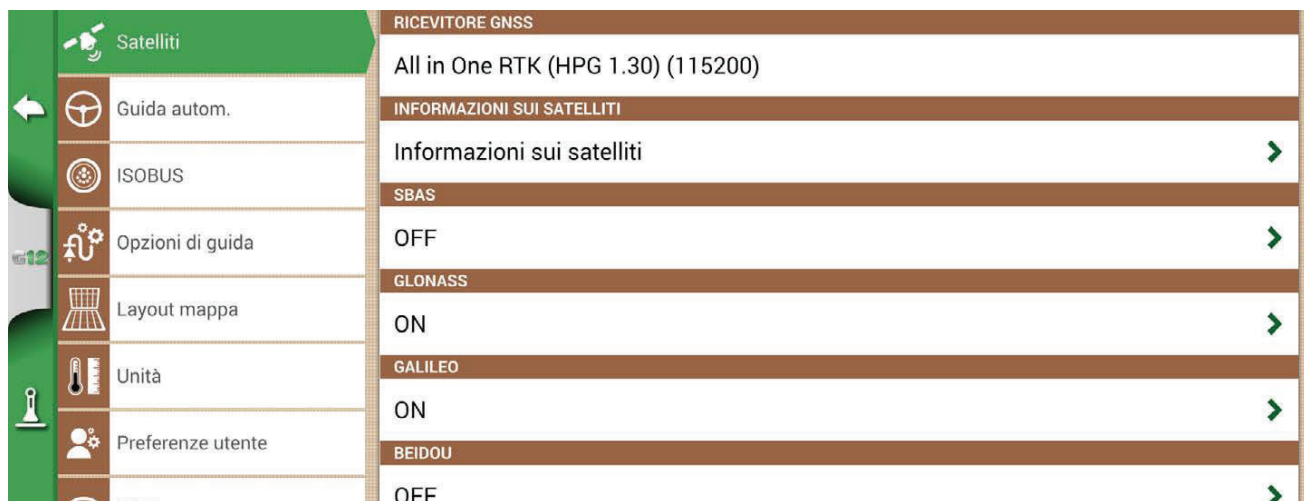 Satelliti
Guida autom.
ISOBUS
Opzioni di guida
Layout mappa
Unità
Preferenze utente
G12
RICEVITORE GNSS
All in One RTK (HPG 1.30) (115200)
INFORMAZIONI SUI SATELLITI
Informazioni sui satelliti
SBAS
OFF
GLONASS
ON
GALILEO
ON
BEIDOU
OFF